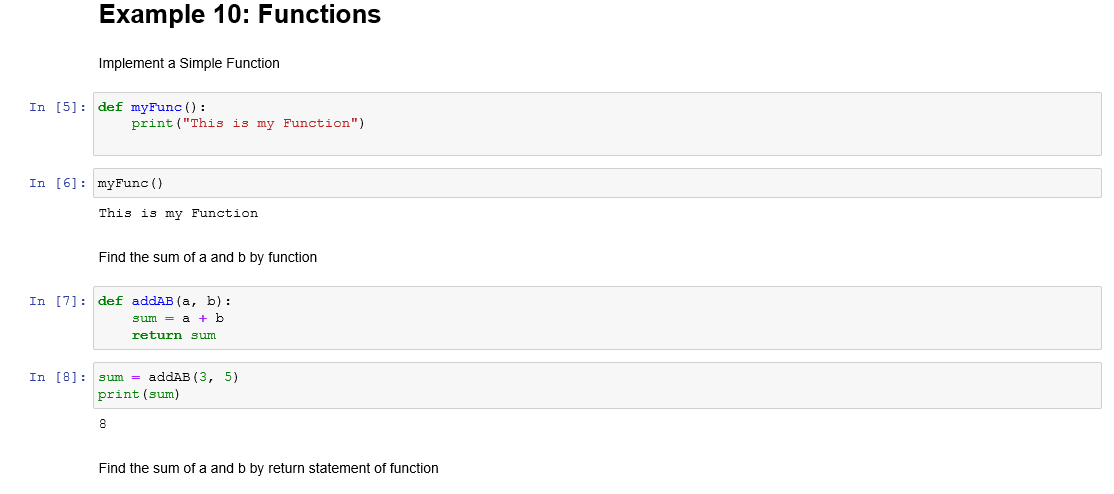 Example 10: Functions
Implement a Simple Function
In [5]: def myFunc():
    print("This is my Function")
In [6]: myFunc()
This is my Function
Find the sum of a and b by function
In [7]: def addAB(a, b):
    sum = a + b
    return sum
In [8]: sum = addAB(3, 5)
print(sum)
8
Find the sum of a and b by return statement of function